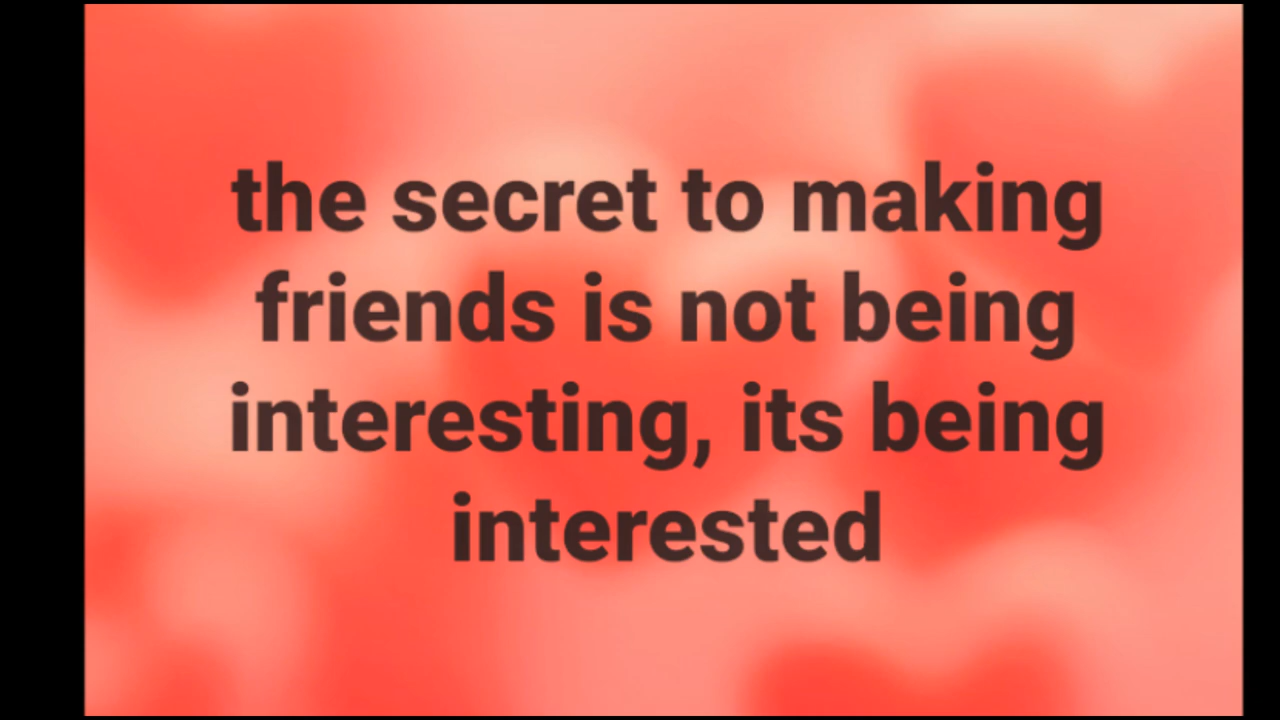 the secret to making
friends is not being
interesting, its being
interested